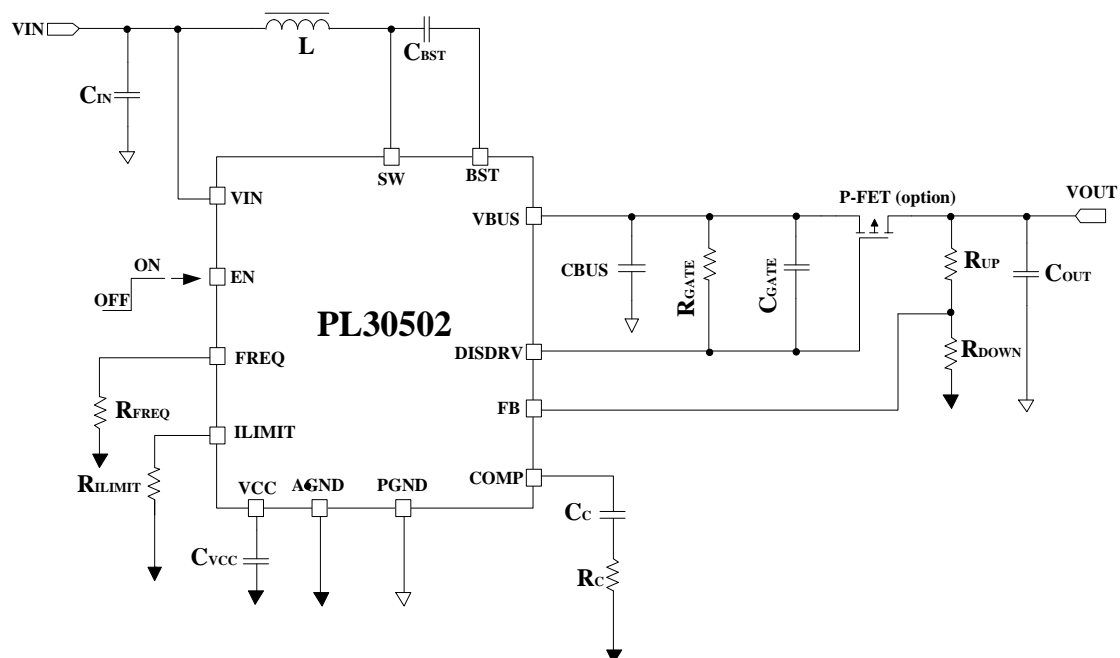 VIN
L
CBST
CIN
SW
BST
VIN
VBUS
P-FET (option)
VOUT
ON
OFF
EN
CBUS
RGATE
CGATE
RUP
COUT
PL30502
FREQ
DISDRV
RDOWN
RFREQ
FB
ILIMIT
RILIMIT
VCC
AGND
PGND
COMP
CC
CVCC
RC